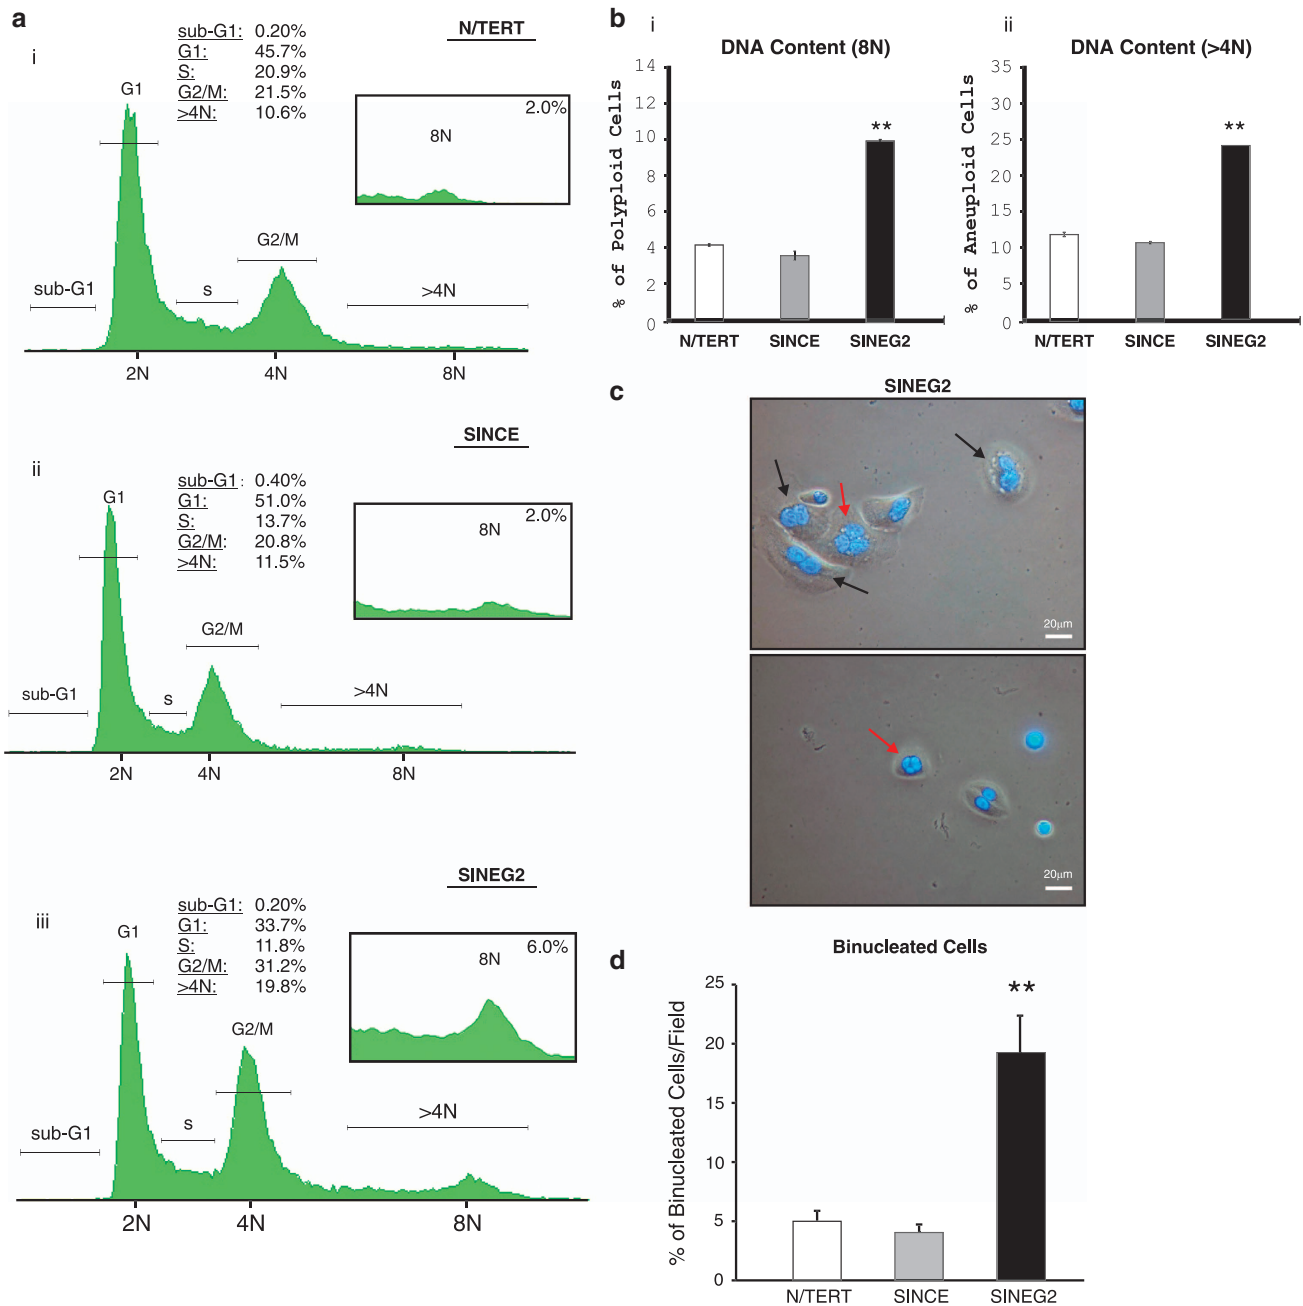 a
i
N/TERT
sub-G1: 0.20%
G1: 45.7%
S: 20.9%
G2/M: 21.5%
>4N: 10.6%
2.0%
8N
G1
G2/M
sub-G1
s
>4N
2N 4N 8N
ii
SINCE
sub-G1: 0.40%
G1: 51.0%
S: 13.7%
G2/M: 20.8%
>4N: 11.5%
2.0%
8N
G1
G2/M
sub-G1
s
>4N
2N 4N 8N
iii
SINEG2
sub-G1: 0.20%
G1: 33.7%
S: 11.8%
G2/M: 31.2%
>4N: 19.8%
6.0%
8N
G1
G2/M
sub-G1
s
>4N
2N 4N 8N
b
i
DNA Content (8N)
% of Polyploid Cells
14
12
10
8
6
4
2
0
**
N/TERT SINCE SINEG2
ii
DNA Content (>4N)
% of Aneuploid Cells
35
30
25
20
15
10
5
0
**
N/TERT SINCE SINEG2
c
SINEG2
20µm
20µm
d
Binucleated Cells
% of Binucleated Cells/Field
25
20
15
10
5
0
**
N/TERT SINCE SINEG2